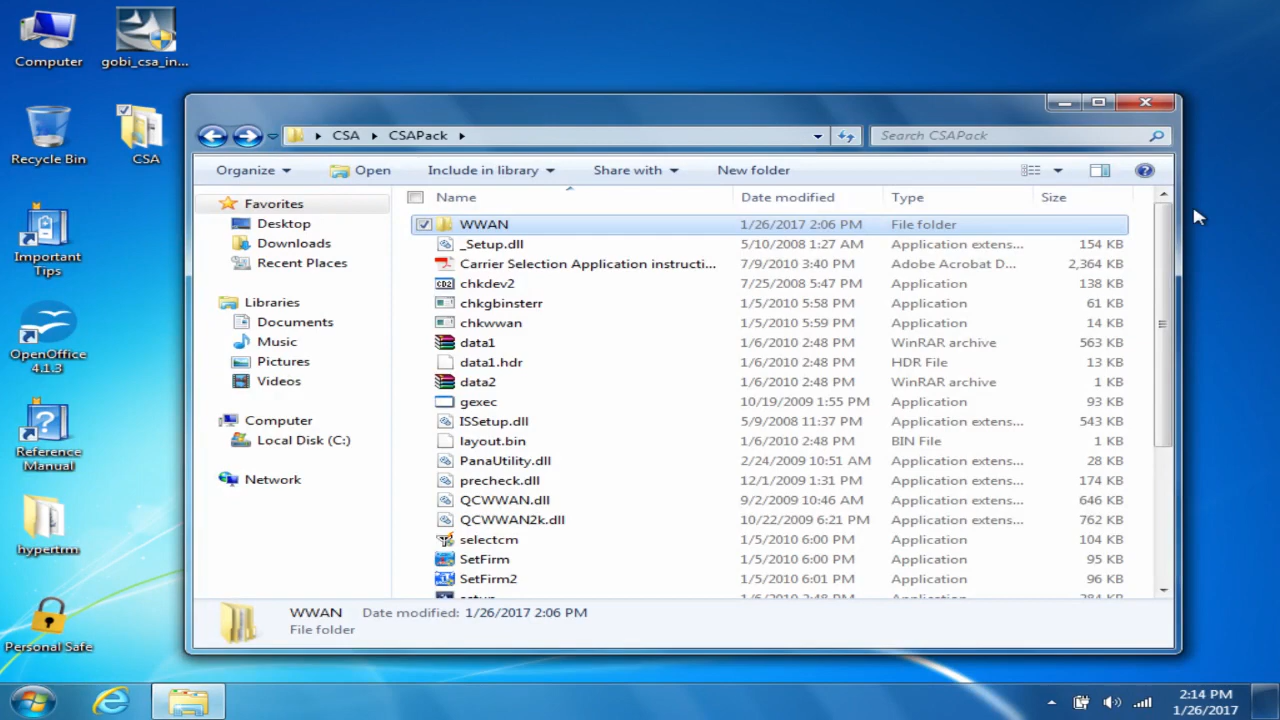 Computer
gobi_csa_in...
Recycle Bin
CSA
Important
Tips
OpenOffice
4.1.3
Reference
Manual
hypertrm
Personal Safe
CSA
CSAPack
Search CSAPack
Organize
Open
Include in library
Share with
New folder
Favorites
Desktop
Downloads
Recent Places
Libraries
Documents
Music
Pictures
Videos
Computer
Local Disk (C:)
Network
Name Date modified Type Size
WWAN 1/26/2017 2:06 PM File folder
_Setup.dll 5/10/2008 1:27 AM Application extens... 154 KB
Carrier Selection Application instructi... 7/9/2010 3:40 PM Adobe Acrobat D... 2,364 KB
CD2 chkdev2 7/25/2008 5:47 PM Application 138 KB
chkgbinsterr 1/5/2010 5:58 PM Application 61 KB
chkwwan 1/5/2010 5:59 PM Application 14 KB
data1 1/6/2010 2:48 PM WinRAR archive 563 KB
data1.hdr 1/6/2010 2:48 PM HDR File 13 KB
data2 1/6/2010 2:48 PM WinRAR archive 1 KB
gexec 10/19/2009 1:55 PM Application 93 KB
ISSetup.dll 5/9/2008 11:37 PM Application extens... 543 KB
layout.bin 1/6/2010 2:48 PM BIN File 1 KB
PanaUtility.dll 2/24/2009 10:51 AM Application extens... 28 KB
precheck.dll 12/1/2009 1:31 PM Application extens... 174 KB
QCWWAN.dll 9/2/2009 10:46 AM Application extens... 646 KB
QCWWAN2k.dll 10/22/2009 6:21 PM Application extens... 762 KB
selectcm 1/5/2010 6:00 PM Application 104 KB
SetFirm 1/5/2010 6:00 PM Application 95 KB
SetFirm2 1/5/2010 6:01 PM Application 96 KB
WWAN Date modified: 1/26/2017 2:06 PM
File folder
2:14 PM
1/26/2017